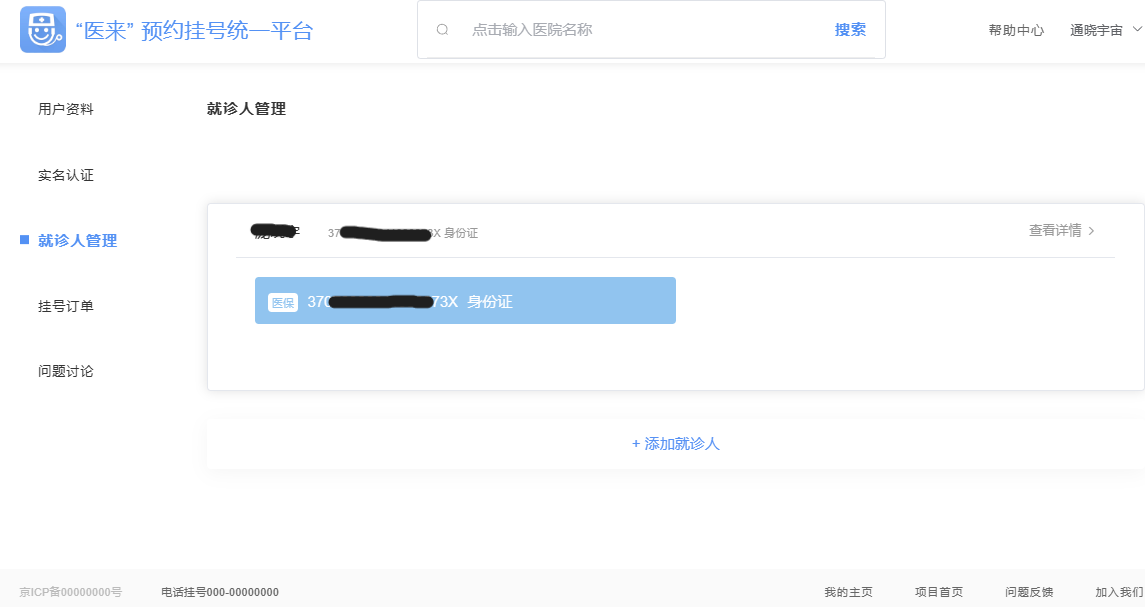 “医来” 预约挂号统一平台
点击输入医院名称
搜索
帮助中心
通晓宇宙
用户资料
就诊人管理
实名认证
就诊人管理
挂号订单
问题讨论
37 3X 身份证
查看详情
医保 370 73X 身份证
+ 添加就诊人
京ICP备00000000号
电话挂号000-00000000
我的主页
项目首页
问题反馈
加入我们